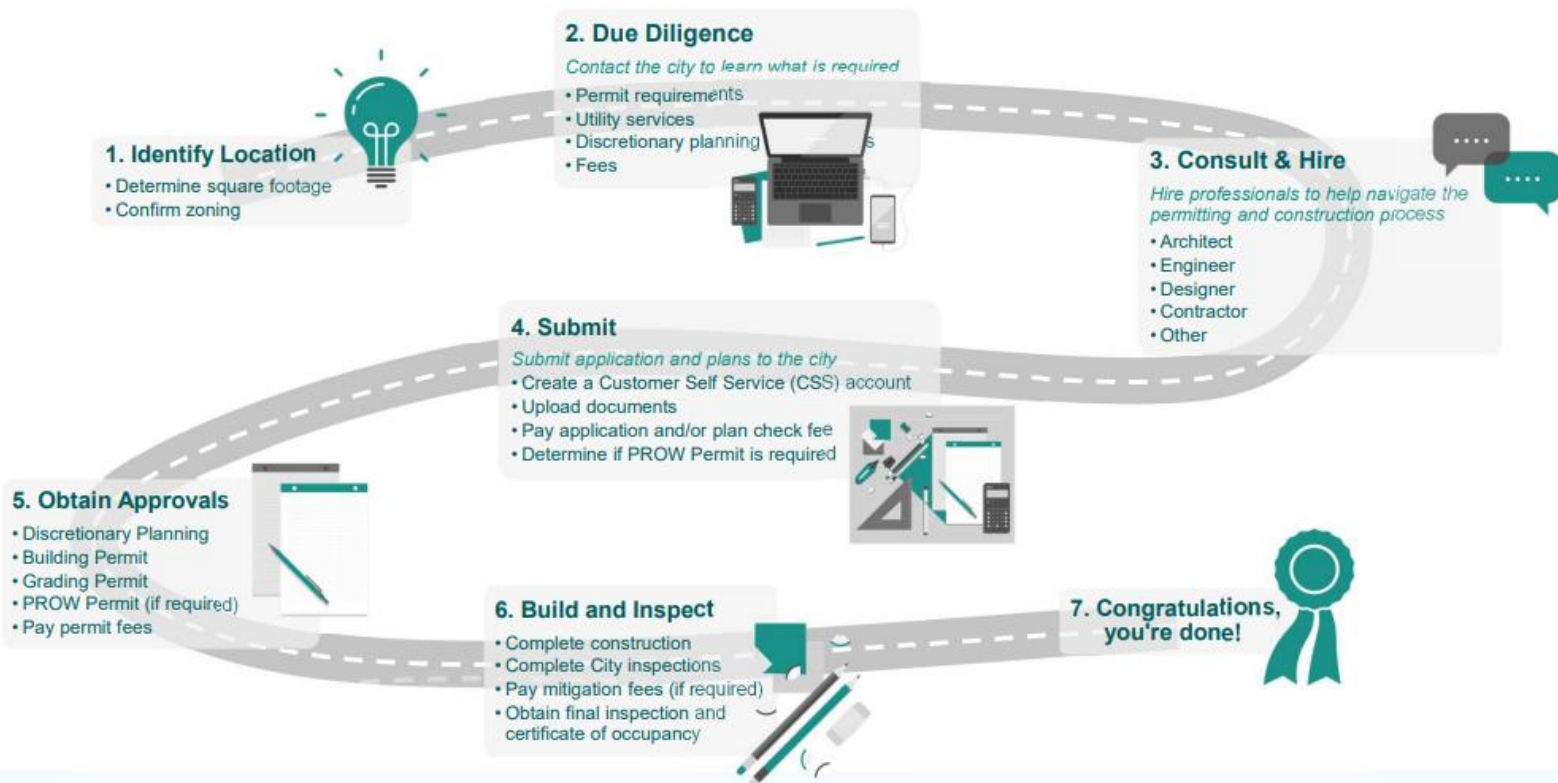 1. Identify Location
• Determine square footage
• Confirm zoning
2. Due Diligence
Contact the city to learn what is required
• Permit requirements
• Utility services
• Discretionary planning
• Fees
3. Consult & Hire
Hire professionals to help navigate the
permitting and construction process
• Architect
• Engineer
• Designer
• Contractor
• Other
4. Submit
Submit application and plans to the city
• Create a Customer Self Service (CSS) account
• Upload documents
• Pay application and/or plan check fee
• Determine if PROW Permit is required
5. Obtain Approvals
• Discretionary Planning
• Building Permit
• Grading Permit
• PROW Permit (if required)
• Pay permit fees
6. Build and Inspect
• Complete construction
• Complete City inspections
• Pay mitigation fees (if required)
• Obtain final inspection and
certificate of occupancy
7. Congratulations,
you're done!